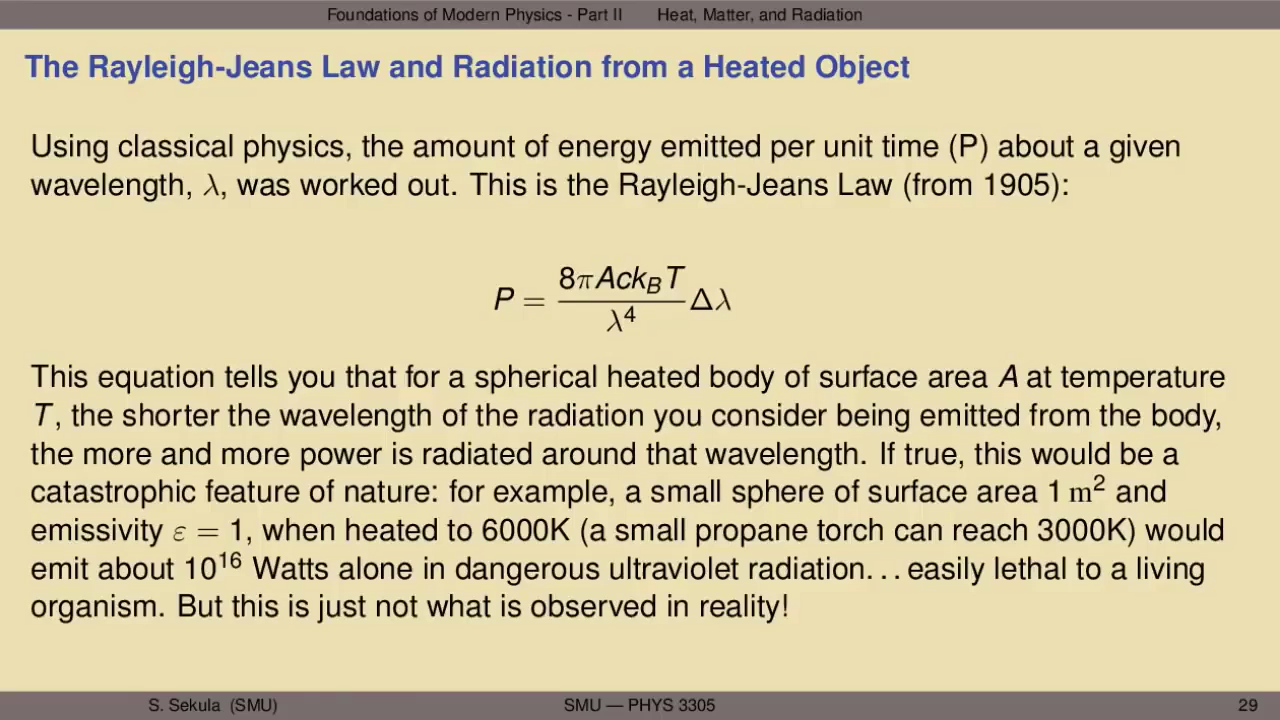 Foundations of Modern Physics - Part II Heat, Matter, and Radiation
The Rayleigh-Jeans Law and Radiation from a Heated Object
Using classical physics, the amount of energy emitted per unit time (P) about a given
wavelength, λ, was worked out. This is the Rayleigh-Jeans Law (from 1905):
P = \frac{8πAck_BT}{λ^4} Δλ
This equation tells you that for a spherical heated body of surface area A at temperature
T, the shorter the wavelength of the radiation you consider being emitted from the body,
the more and more power is radiated around that wavelength. If true, this would be a
catastrophic feature of nature: for example, a small sphere of surface area 1 m² and
emissivity ε = 1, when heated to 6000K (a small propane torch can reach 3000K) would
emit about 10¹⁶ Watts alone in dangerous ultraviolet radiation...easily lethal to a living
organism. But this is just not what is observed in reality!
S. Sekula (SMU) SMU — PHYS 3305 29